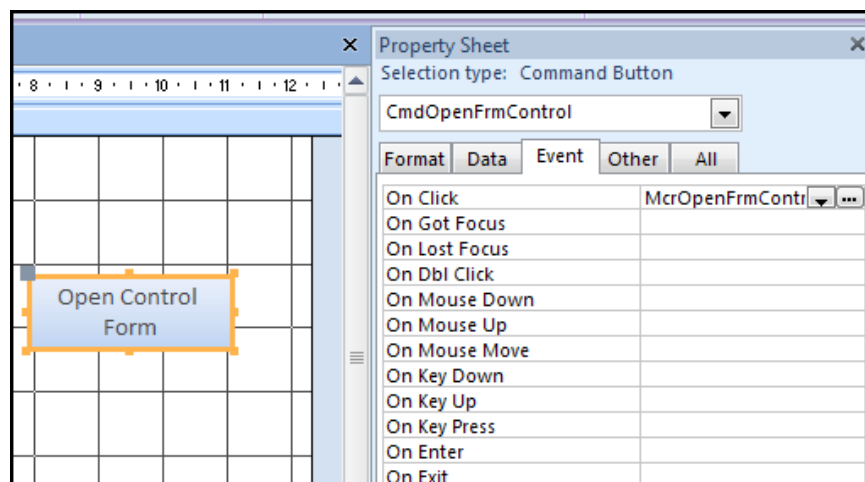 Property Sheet
Selection type: Command Button
8 9 10 11 12
CmdOpenFrmControl
Format Data Event Other All
On Click McrOpenFrmContr
On Got Focus
On Lost Focus
On Dbl Click
On Mouse Down
Open Control
Form
On Mouse Up
On Mouse Move
On Key Down
On Key Up
On Key Press
On Enter
On Exit